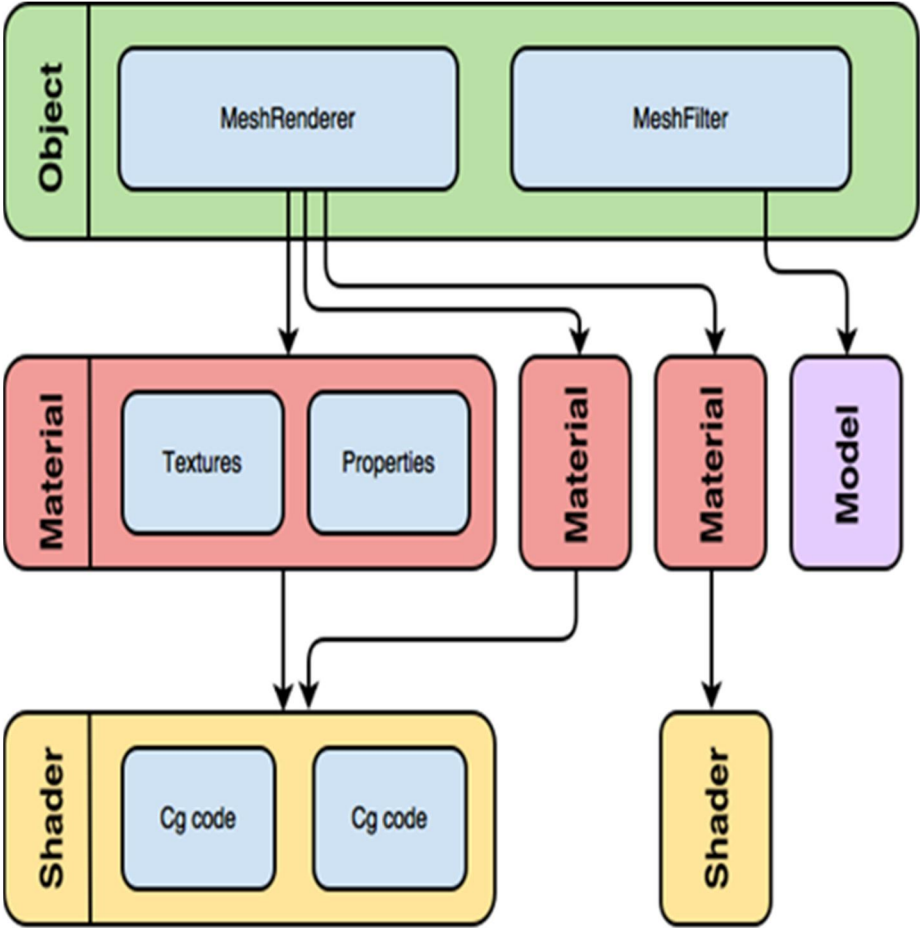 Object
MeshRenderer
MeshFilter
Material
Textures
Properties
Material
Material
Model
Shader
Cg code
Cg code
Shader